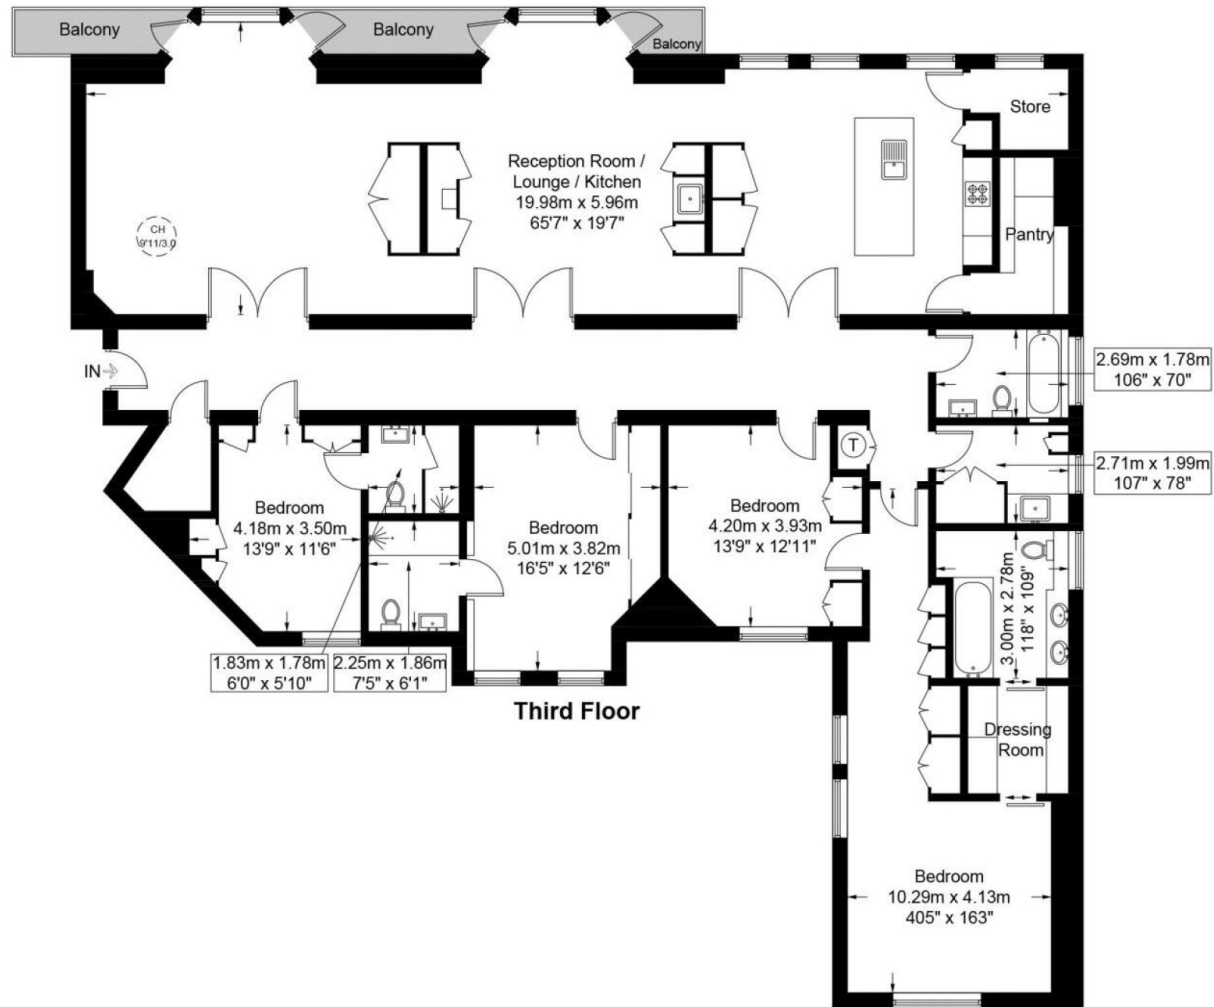 Balcony
Balcony
Balcony
Store
Reception Room /
Lounge / Kitchen
19.98m x 5.96m
65'7" x 19'7"
CH
9'11/3.0
Pantry
IN
2.69m x 1.78m
106" x 70"
T
2.71m x 1.99m
107" x 78"
Bedroom
4.18m x 3.50m
13'9" x 11'6"
Bedroom
5.01m x 3.82m
16'5" x 12'6"
Bedroom
4.20m x 3.93m
13'9" x 12'11"
3.00m x 2.78m
118" x 109"
1.83m x 1.78m
6'0" x 5'10"
2.25m x 1.86m
7'5" x 6'1"
Third Floor
Dressing
Room
Bedroom
10.29m x 4.13m
405" x 163"